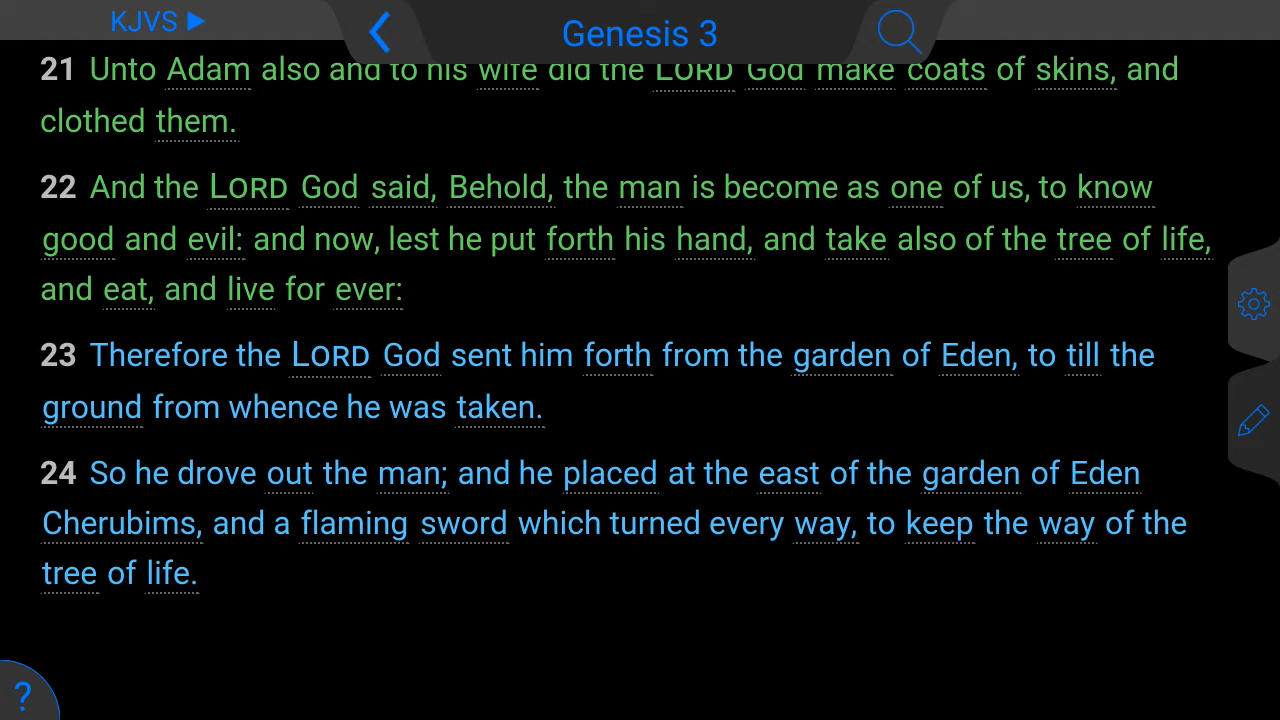 KJVS ▶
Genesis 3
21 Unto Adam also and to his wife did the LORD God make coats of skins, and
clothed them.
22 And the LORD God said, Behold, the man is become as one of us, to know
good and evil: and now, lest he put forth his hand, and take also of the tree of life,
and eat, and live for ever:
23 Therefore the LORD God sent him forth from the garden of Eden, to till the
ground from whence he was taken.
24 So he drove out the man; and he placed at the east of the garden of Eden
Cherubims, and a flaming sword which turned every way, to keep the way of the
tree of life.
?